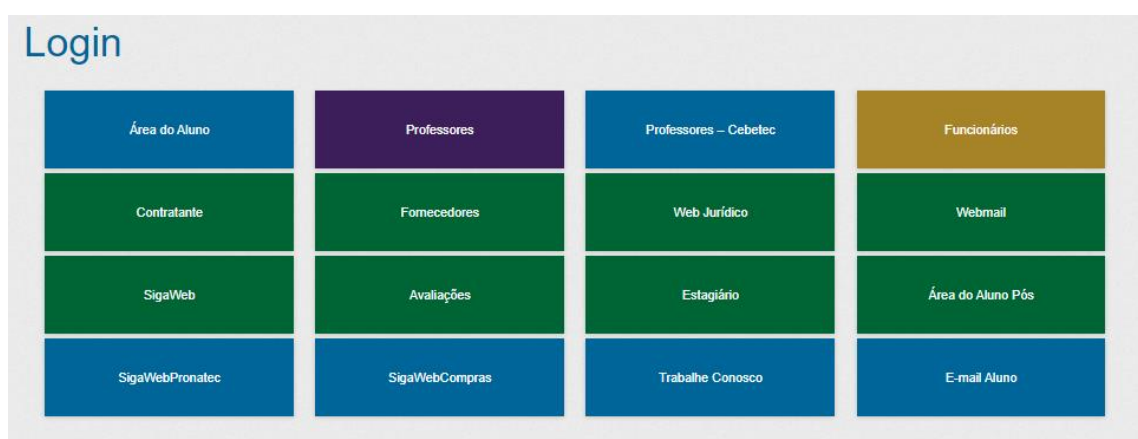 Login
Área do Aluno
Professores
Professores – Cebetec
Funcionários
Contratante
Fornecedores
Web Jurídico
Webmail
SigaWeb
Avaliações
Estagiário
Área do Aluno Pós
SigaWebPronatec
SigaWebCompras
Trabalhe Conosco
E-mail Aluno